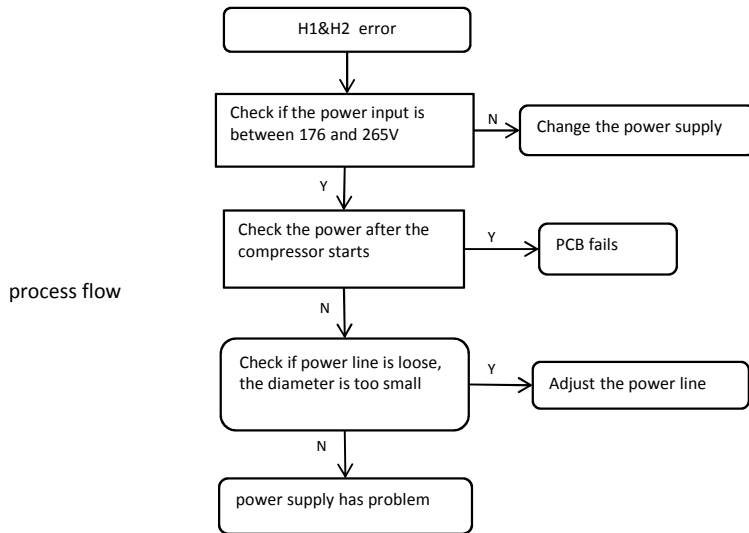 H1&H2 error
Check if the power input is
between 176 and 265V
N
Change the power supply
Y
Check the power after the
compressor starts
Y
PCB fails
process flow
N
Check if power line is loose,
the diameter is too small
Y
Adjust the power line
N
power supply has problem